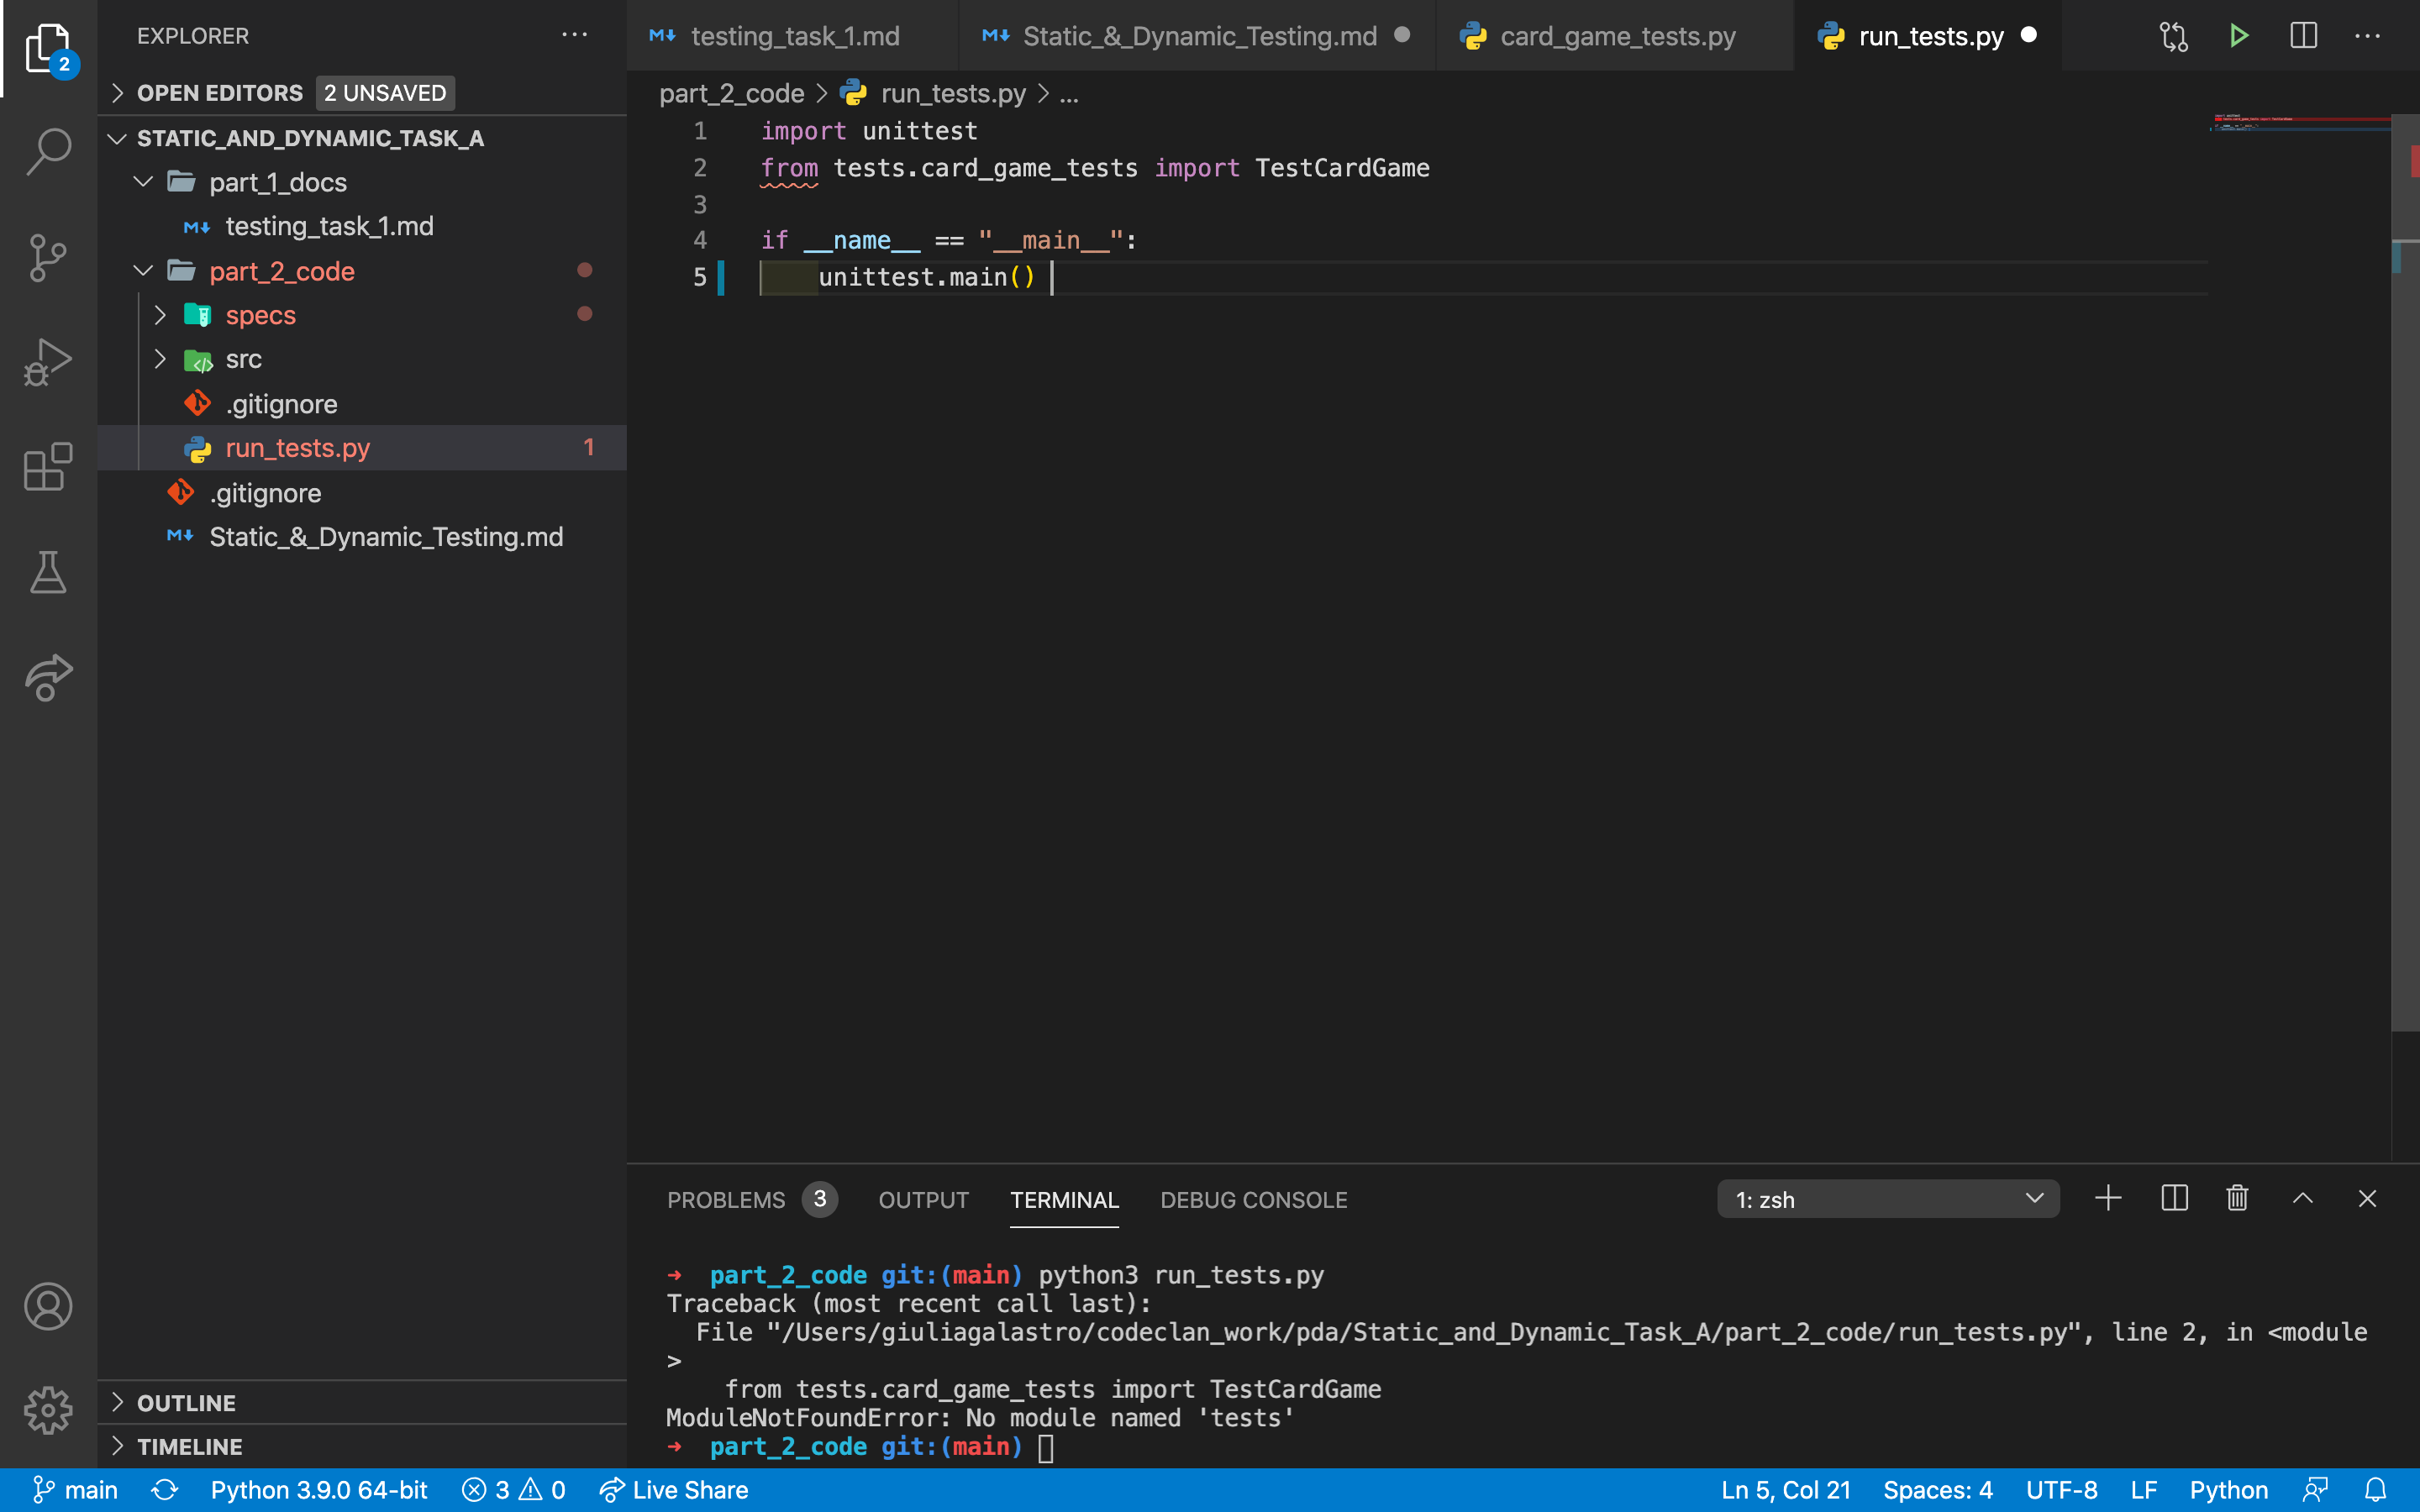 EXPLORER
OPEN EDITORS 2 UNSAVED
STATIC_AND_DYNAMIC_TASK_A
part_1_docs
testing_task_1.md
part_2_code
specs
src
.gitignore
run_tests.py 1
.gitignore
Static_&_Dynamic_Testing.md
OUTLINE
TIMELINE
2
testing_task_1.md Static_&_Dynamic_Testing.md card_game_tests.py run_tests.py
part_2_code > run_tests.py > ...
1 import unittest
2 from tests.card_game_tests import TestCardGame
3
4 if __name__ == "__main__":
5 unittest.main()
PROBLEMS 3 OUTPUT TERMINAL DEBUG CONSOLE 1: zsh
➜ part_2_code git:(main) python3 run_tests.py
Traceback (most recent call last):
File "/Users/giuliagalastro/codeclan_work/pda/Static_and_Dynamic_Task_A/part_2_code/run_tests.py", line 2, in <module
>
from tests.card_game_tests import TestCardGame
ModuleNotFoundError: No module named 'tests'
➜ part_2_code git:(main)
main Python 3.9.0 64-bit 3 0 Live Share Ln 5, Col 21 Spaces: 4 UTF-8 LF Python